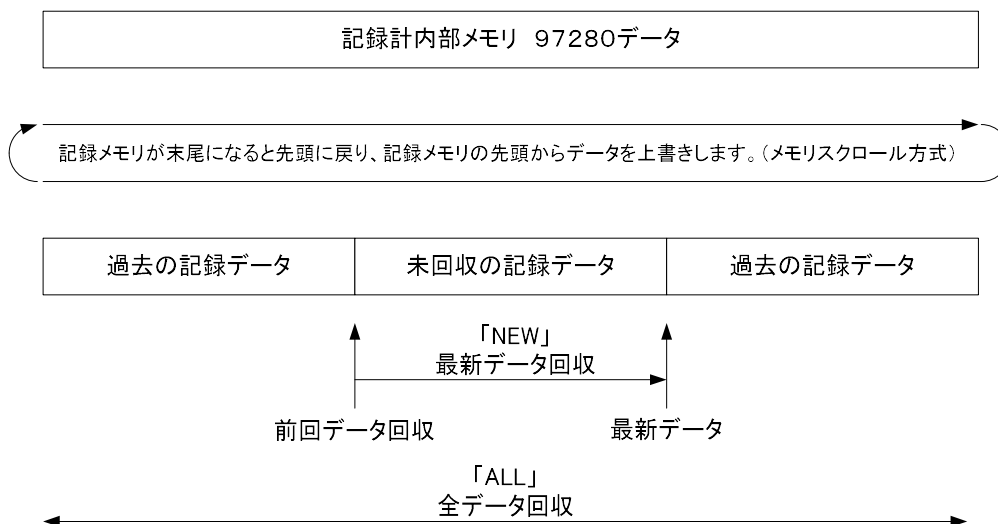 記録計内部メモリ 97280データ
記録メモリが末尾になると先頭に戻り、記録メモリの先頭からデータを上書きします。(メモリスクロール方式)
過去の記録データ 未回収の記録データ 過去の記録データ
「NEW」
最新データ回収
前回データ回収 最新データ
「ALL」
全データ回収